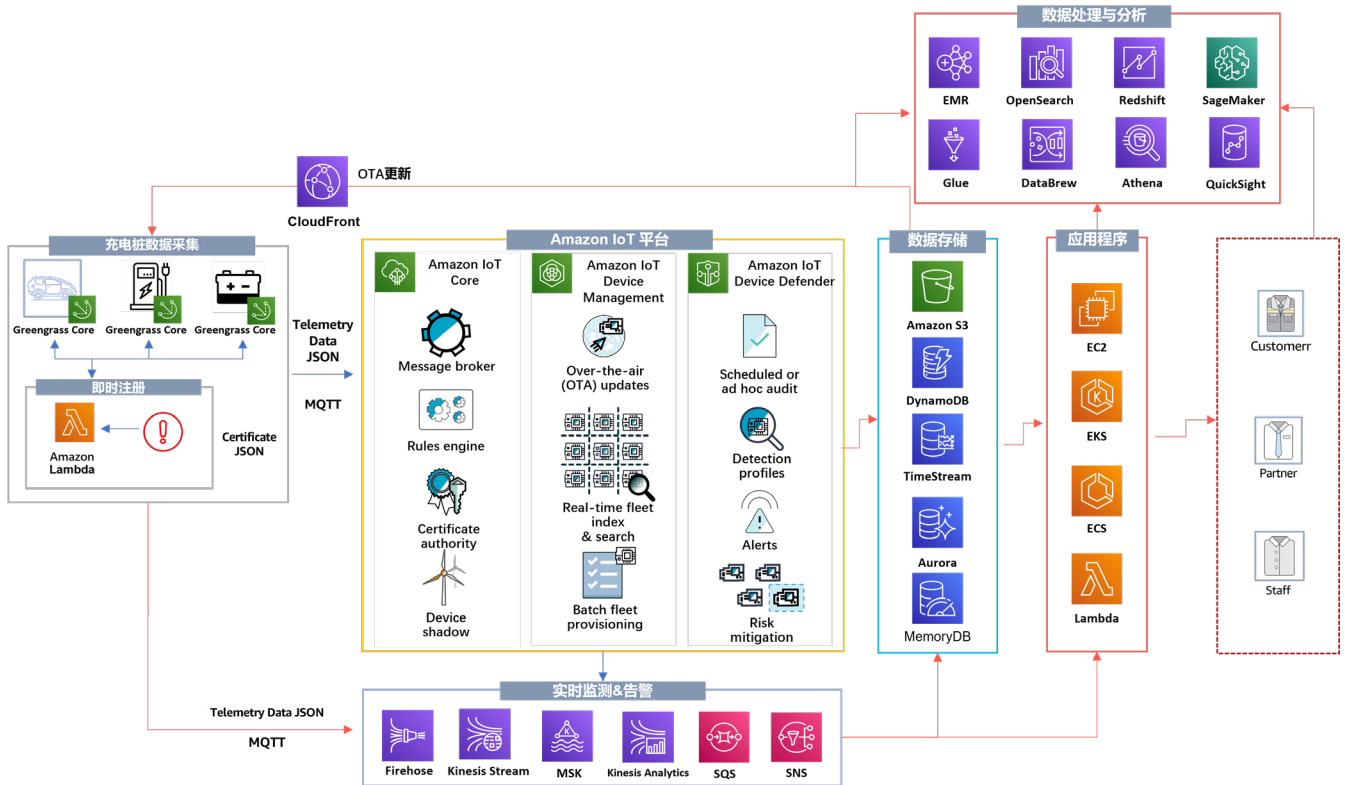 数据处理与分析
EMR
OpenSearch
Redshift
SageMaker
Glue
DataBrew
Athena
QuickSight
OTA更新
CloudFront
充电桩数据采集
Greengrass Core
Greengrass Core
Greengrass Core
即时注册
Amazon
Lambda
Certificate
JSON
Telemetry
Data
JSON
MQTT
Amazon IoT 平台
Amazon IoT
Core
Message broker
Rules engine
Certificate
authority
Device
shadow
Amazon IoT
Device
Management
Over-the-air
(OTA) updates
Real-time fleet
index
& search
Batch fleet
provisioning
Amazon IoT
Device Defender
Scheduled or
ad hoc audit
Detection
profiles
Alerts
Risk
mitigation
数据存储
Amazon S3
DynamoDB
TimeStream
Aurora
MemoryDB
应用程序
EC2
EKS
ECS
Lambda
Customerr
Partner
Staff
Telemetry Data JSON
MQTT
实时监测&告警
Firehose
Kinesis Stream
MSK
Kinesis Analytics
SQS
SNS